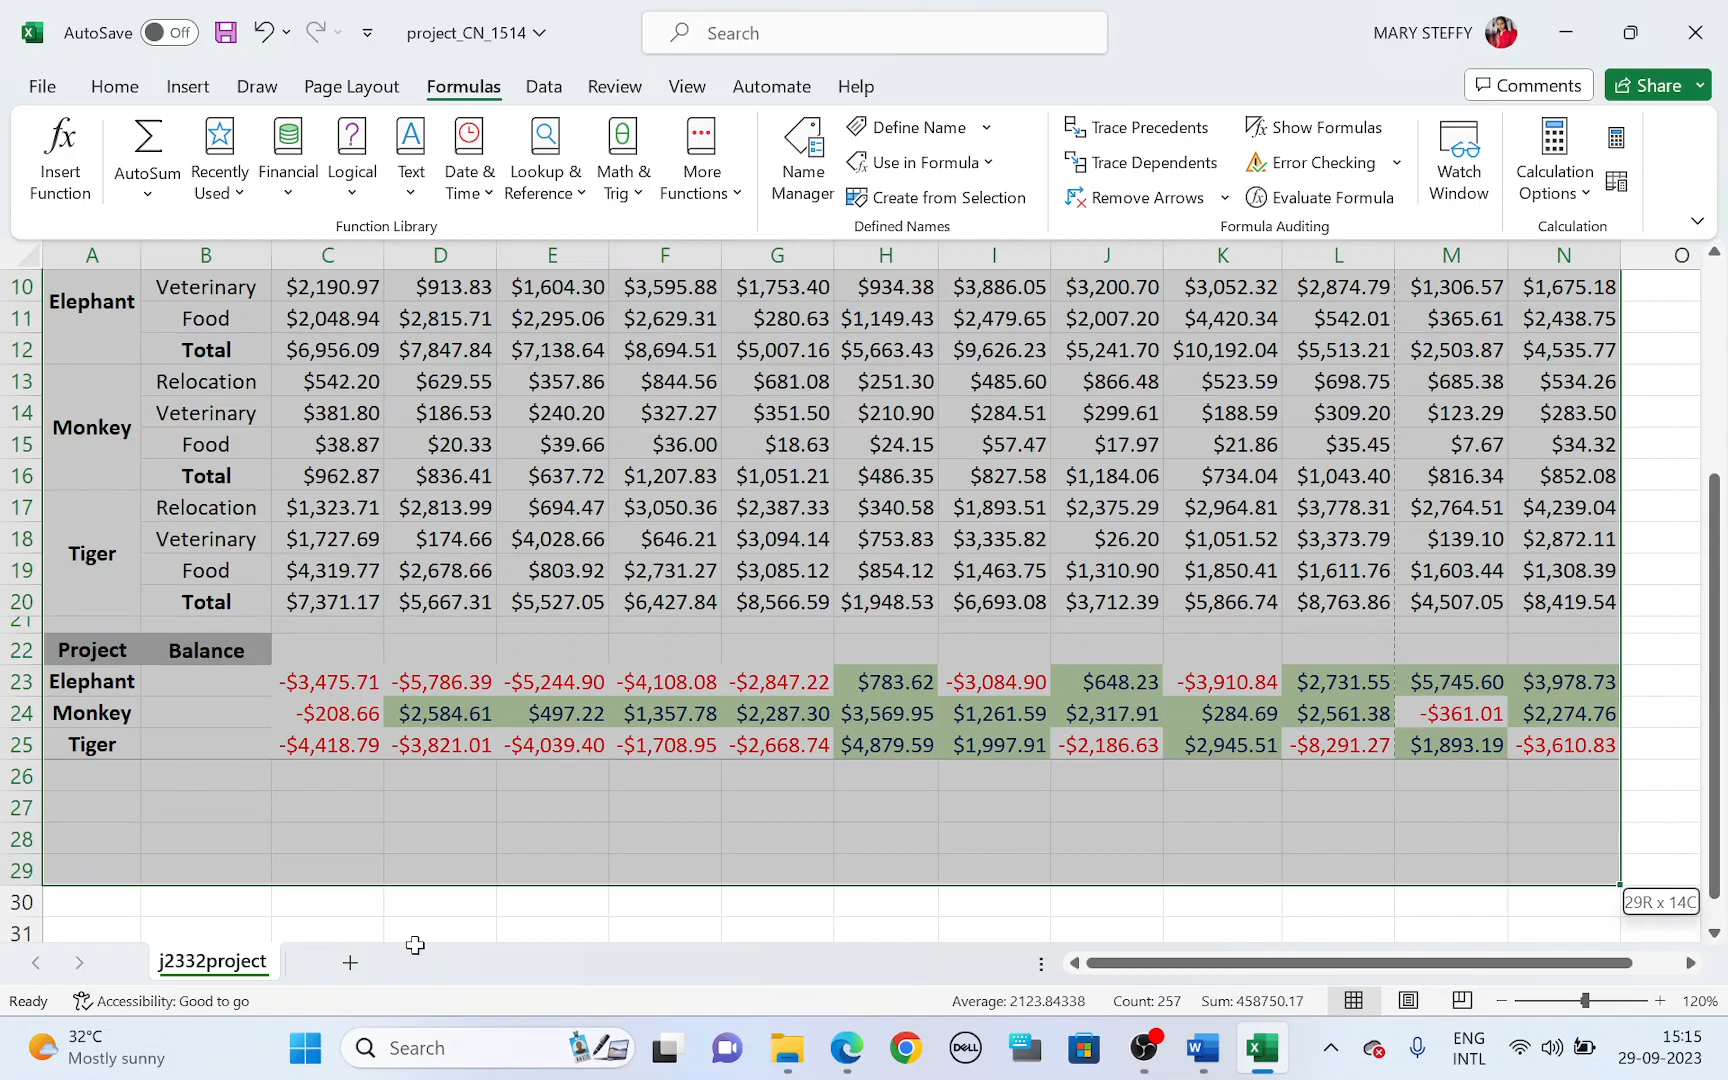 AutoSave Off project_CN_1514 Search MARY STEFFY
File Home Insert Draw Page Layout Formulas Data Review View Automate Help Comments Share
fx Insert Function
AutoSum
Recently Used
Financial
Logical
Text
Date & Time
Lookup & Reference
Math & Trig
More Functions
Function Library
Name Manager
Define Name
Use in Formula
Create from Selection
Defined Names
Trace Precedents
Trace Dependents
Remove Arrows
Show Formulas
Error Checking
Evaluate Formula
Formula Auditing
Watch Window
Calculation Options
Calculation
A B C D E F G H I J K L M N O
10 Elephant Veterinary $2,190.97 $913.83 $1,604.30 $3,595.88 $1,753.40 $934.38 $3,886.05 $3,200.70 $3,052.32 $2,874.79 $1,306.57 $1,675.18
11 Food $2,048.94 $2,815.71 $2,295.06 $2,629.31 $280.63 $1,149.43 $2,479.65 $2,007.20 $4,420.34 $542.01 $365.61 $2,438.75
12 Total $6,956.09 $7,847.84 $7,138.64 $8,694.51 $5,007.16 $5,663.43 $9,626.23 $5,241.70 $10,192.04 $5,513.21 $2,503.87 $4,535.77
13 Relocation $542.20 $629.55 $357.86 $844.56 $681.08 $251.30 $485.60 $866.48 $523.59 $698.75 $685.38 $534.26
14 Monkey Veterinary $381.80 $186.53 $240.20 $327.27 $351.50 $210.90 $284.51 $299.61 $188.59 $309.20 $123.29 $283.50
15 Food $38.87 $20.33 $39.66 $36.00 $18.63 $24.15 $57.47 $17.97 $21.86 $35.45 $7.67 $34.32
16 Total $962.87 $836.41 $637.72 $1,207.83 $1,051.21 $486.35 $827.58 $1,184.06 $734.04 $1,043.40 $816.34 $852.08
17 Relocation $1,323.71 $2,813.99 $694.47 $3,050.36 $2,387.33 $340.58 $1,893.51 $2,375.29 $2,964.81 $3,778.31 $2,764.51 $4,239.04
18 Tiger Veterinary $1,727.69 $174.66 $4,028.66 $646.21 $3,094.14 $753.83 $3,335.82 $26.20 $1,051.52 $3,373.79 $139.10 $2,872.11
19 Food $4,319.77 $2,678.66 $803.92 $2,731.27 $3,085.12 $854.12 $1,463.75 $1,310.90 $1,850.41 $1,611.76 $1,603.44 $1,308.39
20 Total $7,371.17 $5,667.31 $5,527.05 $6,427.84 $8,566.59 $1,948.53 $6,693.08 $3,712.39 $5,866.74 $8,763.86 $4,507.05 $8,419.54
21
22 Project Balance
23 Elephant -$3,475.71 -$5,786.39 -$5,244.90 -$4,108.08 -$2,847.22 $783.62 -$3,084.90 $648.23 -$3,910.84 $2,731.55 $5,745.60 $3,978.73
24 Monkey -$208.66 $2,584.61 $497.22 $1,357.78 $2,287.30 $3,569.95 $1,261.59 $2,317.91 $284.69 $2,561.38 -$361.01 $2,274.76
25 Tiger -$4,418.79 -$3,821.01 -$4,039.40 -$1,708.95 -$2,668.74 $4,879.59 $1,997.91 -$2,186.63 $2,945.51 -$8,291.27 $1,893.19 -$3,610.83
26
27
28
29
30 29R x 14C
31
j2332project
Ready Accessibility: Good to go Average: 2123.84338 Count: 257 Sum: 458750.17 120%
32°C
Mostly sunny
Search
DELL
ENG
INTL
15:15
29-09-2023